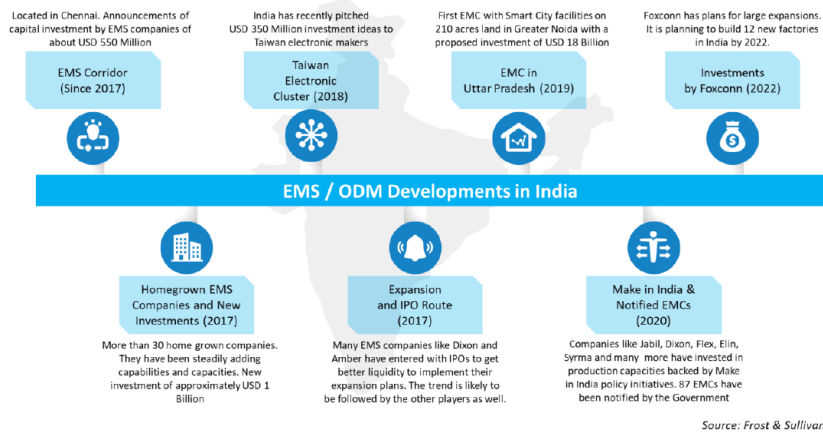 Located in Chennai. Announcements of
capital investment by EMS companies of
about USD 550 Million
EMS Corridor
(Since 2017)
India has recently pitched
USD 350 Million investment ideas to
Taiwan electronic makers
Taiwan
Electronic
Cluster (2018)
First EMC with Smart City facilities on
210 acres land in Greater Noida with a
proposed investment of USD 18 Billion
EMC in
Uttar Pradesh (2019)
Foxconn has plans for large expansions.
It is planning to build 12 new factories
in India by 2022.
Investments
by Foxconn (2022)
EMS / ODM Developments in India
Homegrown EMS
Companies and New
Investments (2017)
More than 30 home grown companies.
They have been steadily adding
capabilities and capacities. New
investment of approximately USD 1
Billion
Expansion
and IPO Route
(2017)
Many EMS companies like Dixon and
Amber have entered with IPOs to get
better liquidity to implement their
expansion plans. The trend is likely to
be followed by the other players as well.
Make in India &
Notified EMCs
(2020)
Companies like Jabil, Dixon, Flex, Elin,
Syrma and many more have invested in
production capacities backed by Make
in India policy initiatives. 87 EMCs have
been notified by the Government
Source: Frost & Sullivan